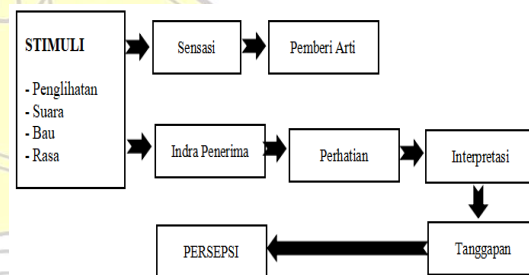 STIMULI
- Penglihatan
- Suara
- Bau
- Rasa
Sensasi
Pemberi Arti
Indra Penerima
Perhatian
Interpretasi
Tanggapan
PERSEPSI